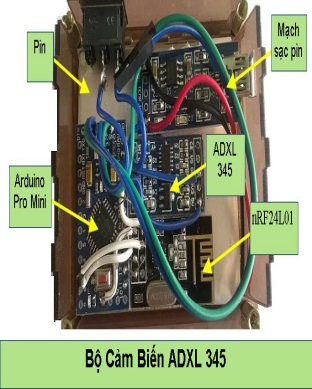 Pin
Mạch
sạc pin
ADXL
345
Arduino
Pro Mini
nRF24L01
Bộ Cảm Biến ADXL 345